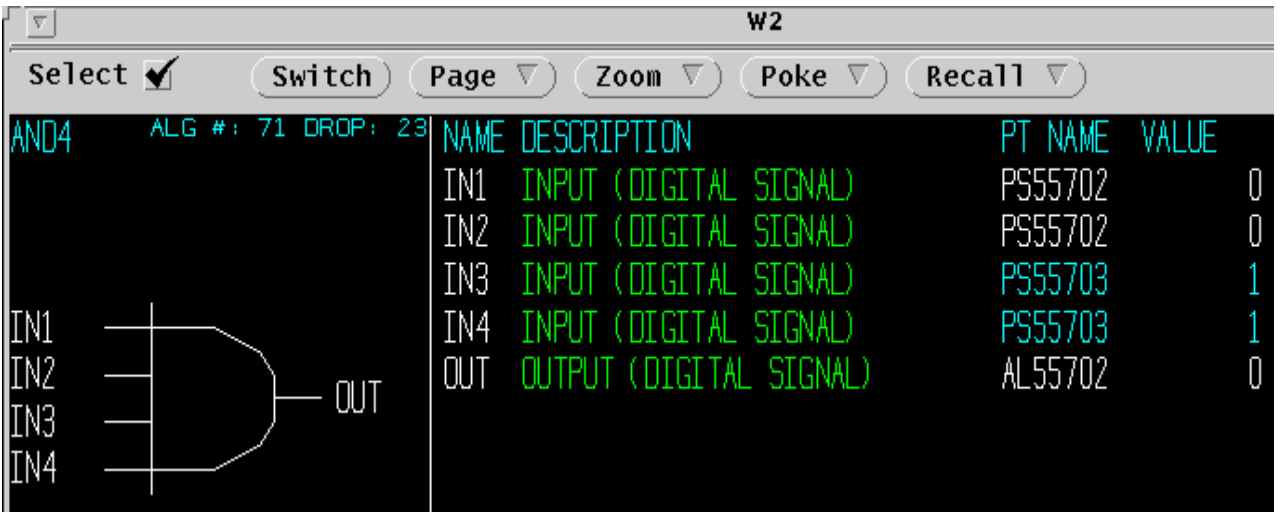 W2
Select Switch Page Zoom Poke Recall
AND4 ALG #: 71 DROP: 23
NAME DESCRIPTION PT NAME VALUE
IN1 INPUT (DIGITAL SIGNAL) PS55702 0
IN2 INPUT (DIGITAL SIGNAL) PS55702 0
IN3 INPUT (DIGITAL SIGNAL) PS55703 1
IN4 INPUT (DIGITAL SIGNAL) PS55703 1
OUT OUTPUT (DIGITAL SIGNAL) AL55702 0
IN1
IN2
OUT
IN3
IN4